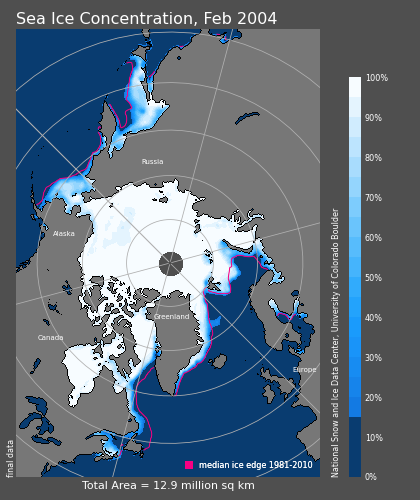 Sea Ice Concentration, Feb 2004
Russia
Alaska
Greenland
Canada
Europe
median ice edge 1981-2010
Total Area = 12.9 million sq km
final data
National Snow and Ice Data Center, University of Colorado Boulder
100%
90%
80%
70%
60%
50%
40%
30%
20%
10%
0%